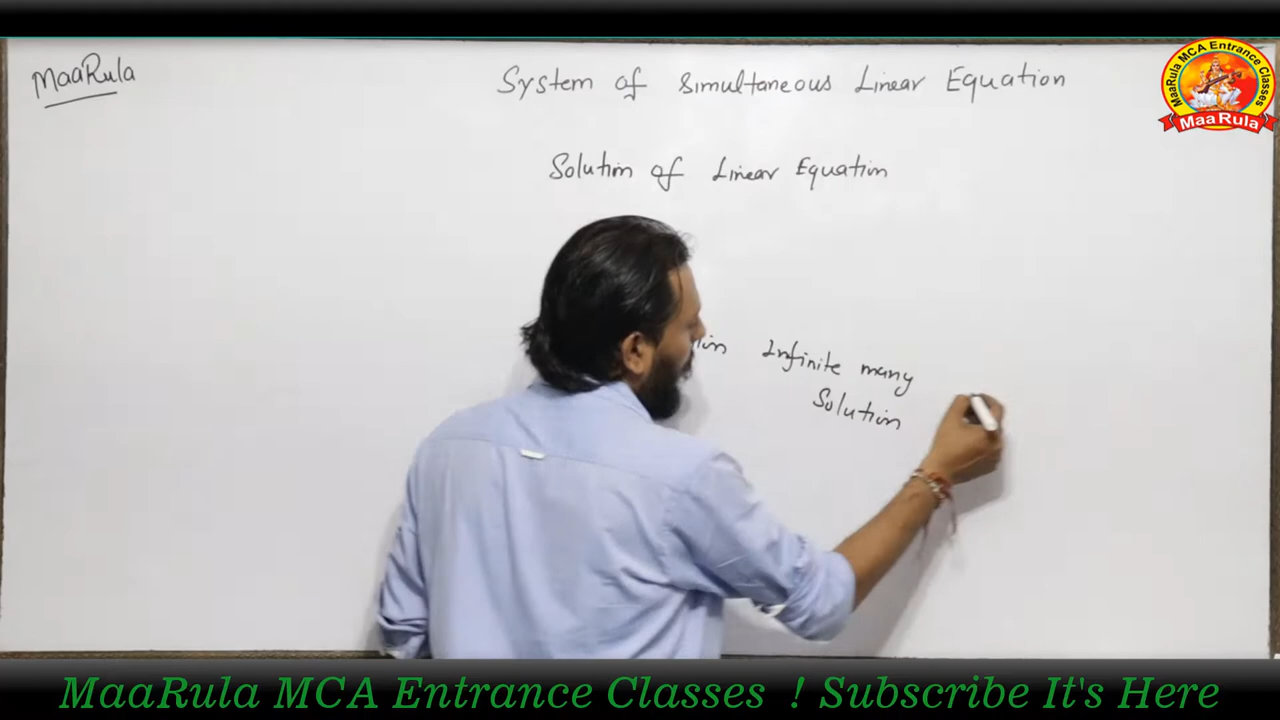 MaaRula
System of Simultaneous Linear Equation
MaaRula MCA Entrance Classes
MaaRula
Solution of Linear Equation
Infinite many
Solution
MaaRula MCA Entrance Classes ! Subscribe It's Here